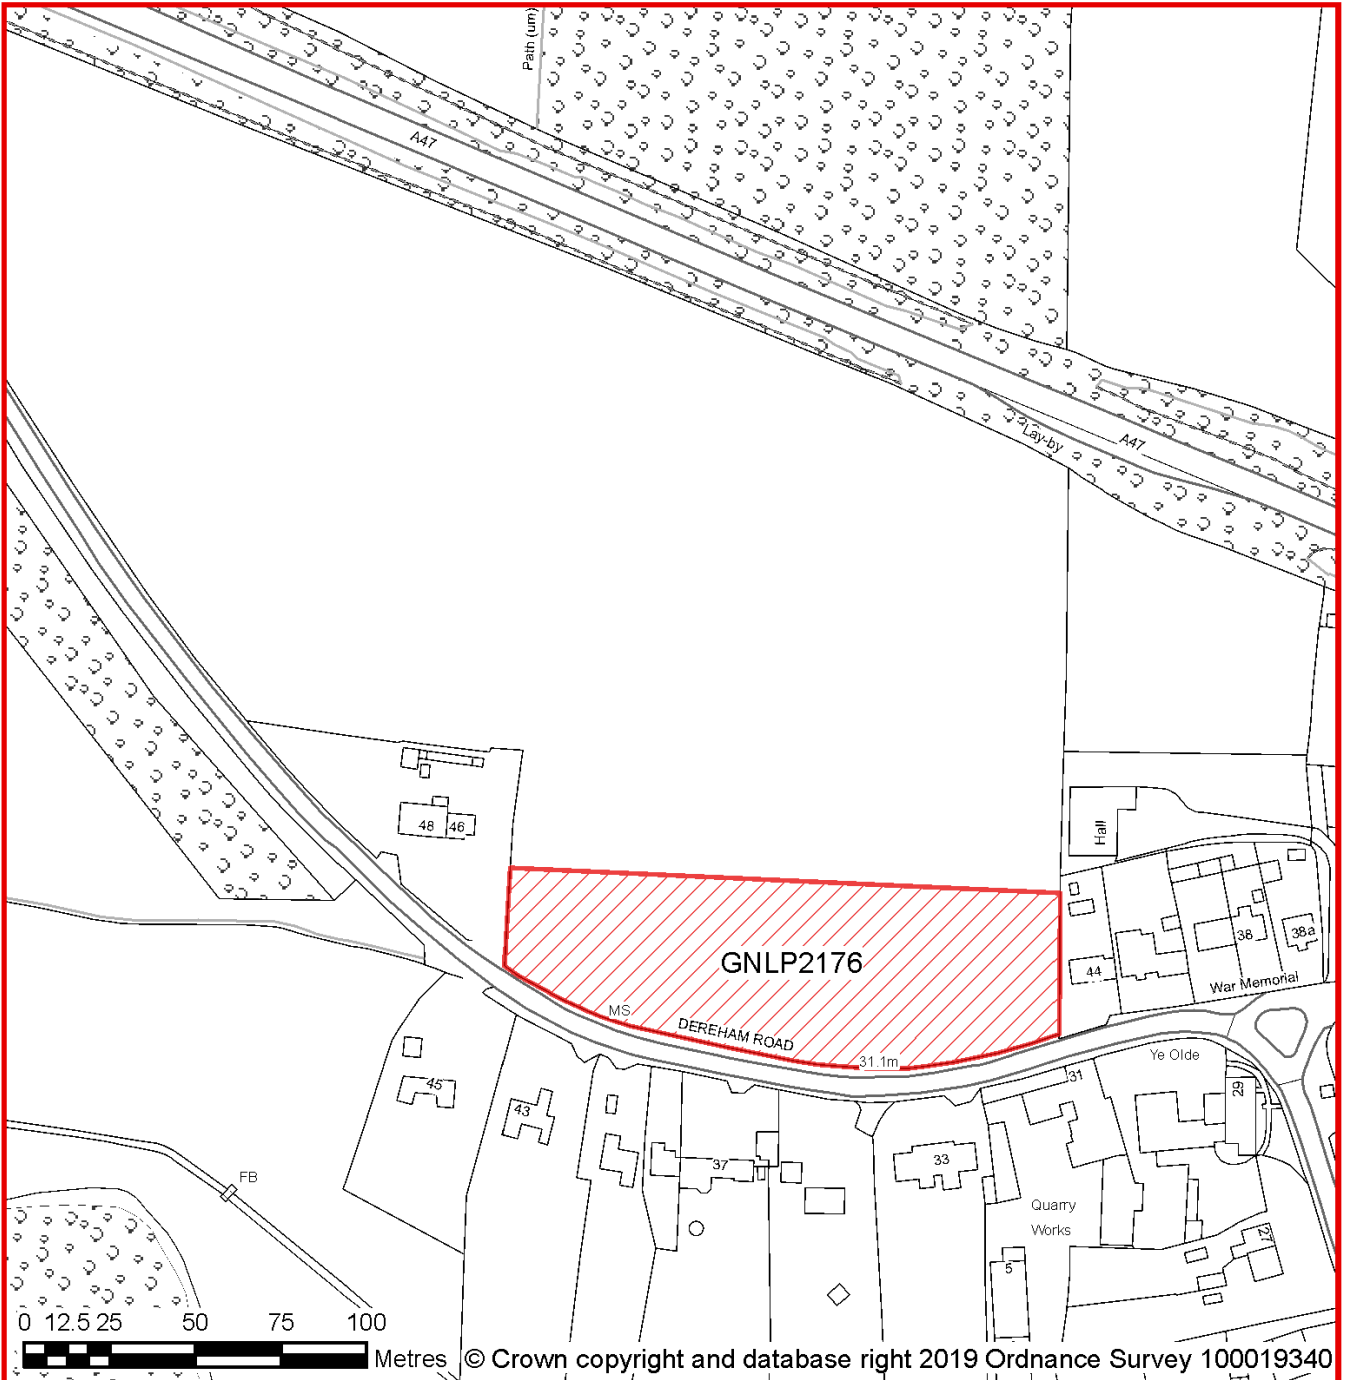 Path (um)
A47
Lay-by
A47
48
46
Hall
GNLP2176
44
38
38a
War Memorial
MS
DEREHAM ROAD
31.1m
Ye Olde
31
29
45
43
37
33
FB
Quarry
Works
27
5
0 12.5 25 50 75 100
Metres
© Crown copyright and database right 2019 Ordnance Survey 100019340